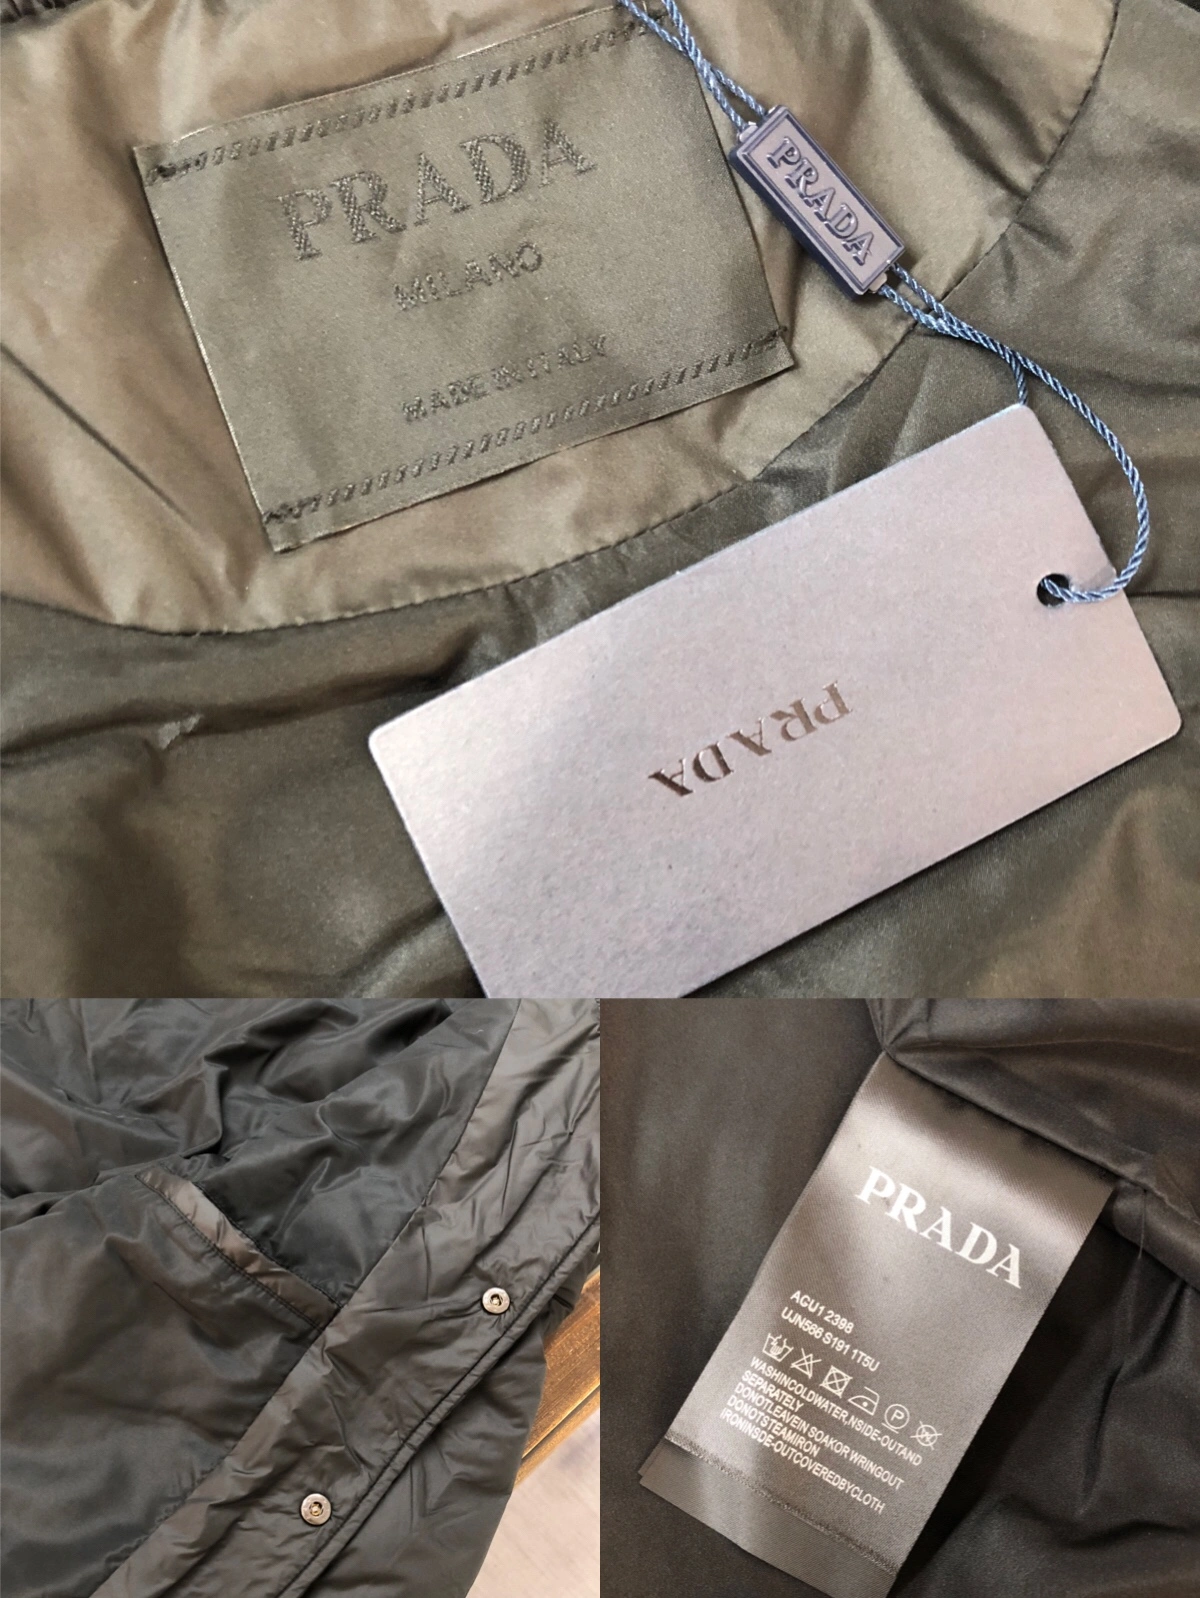 PRADA
MILANO
MADE IN ITALY
PRADA
PRADA
PRADA
AGU1 2398
UJN566 S191 1T5U
WASHINCOLDWATER,NSIDE-OUTAND
SEPARATELY
DONOTLEAVEIN SOAKOR WRINGOUT
DONOTSTEAMIRON
IRONINSDE-OUTCOVEREDBYCLOTH